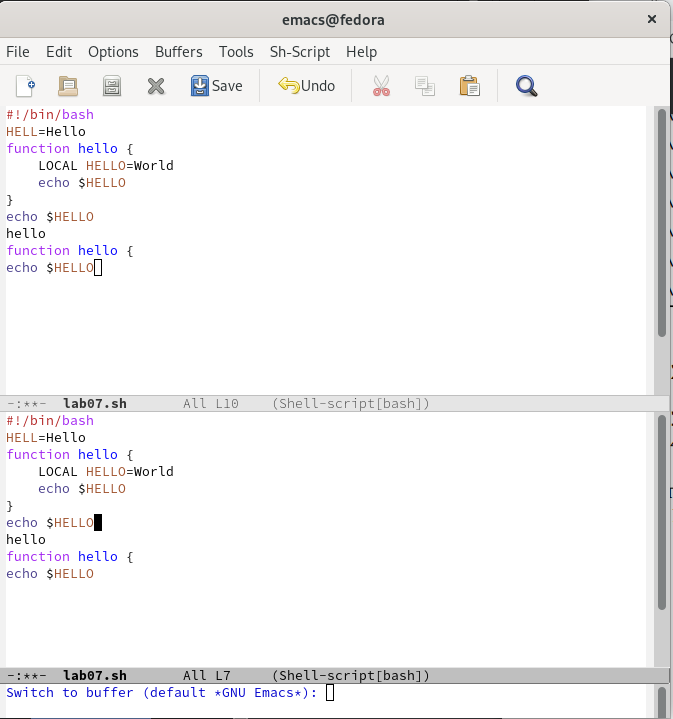 emacs@fedora ×
File Edit Options Buffers Tools Sh-Script Help
Save Undo
#!/bin/bash
HELL=Hello
function hello {
    LOCAL HELLO=World
    echo $HELLO
}
echo $HELLO
hello
function hello {
echo $HELLO
-:**-  lab07.sh       All L10    (Shell-script[bash])
#!/bin/bash
HELL=Hello
function hello {
    LOCAL HELLO=World
    echo $HELLO
}
echo $HELLO
hello
function hello {
echo $HELLO
-:**-  lab07.sh       All L7     (Shell-script[bash])
Switch to buffer (default *GNU Emacs*):